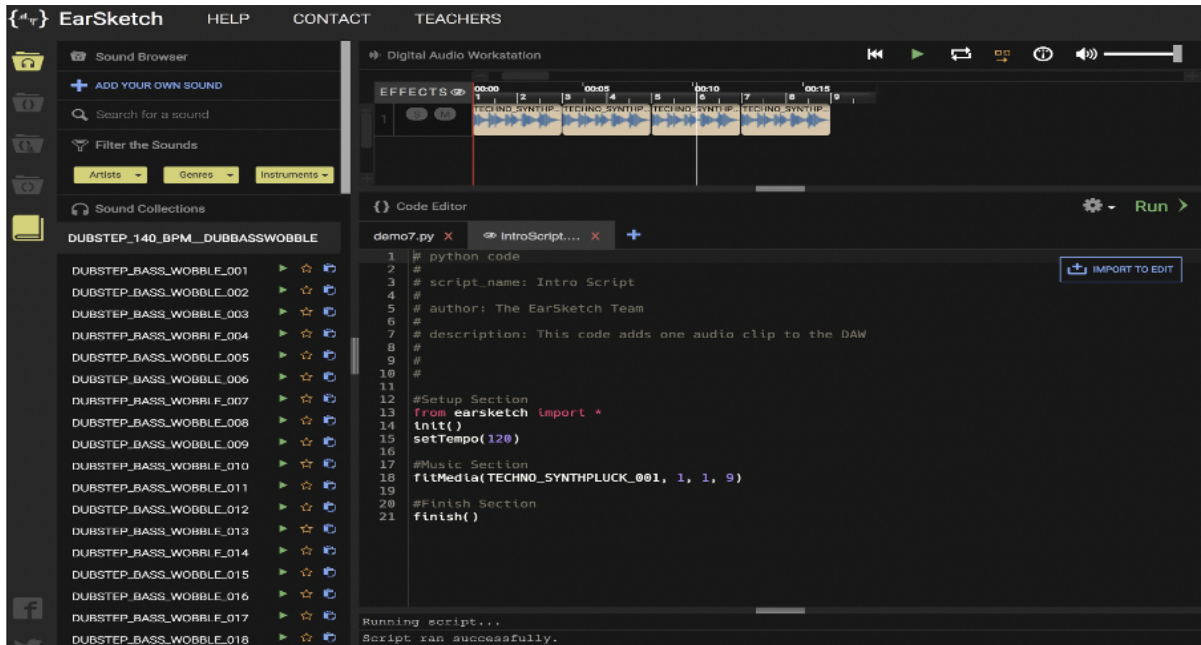 EarSketch HELP CONTACT TEACHERS
Sound Browser
ADD YOUR OWN SOUND
Search for a sound
Filter the Sounds
Artists Genres Instruments
Sound Collections
DUBSTEP_140_BPM__DUBBASSWOBBLE
DUBSTEP_BASS_WOBBLE_001
DUBSTEP_BASS_WOBBLE_002
DUBSTEP_BASS_WOBBLE_003
DUBSTEP_BASS_WOBBLE_004
DUBSTEP_BASS_WOBBLE_005
DUBSTEP_BASS_WOBBLE_006
DUBSTEP_BASS_WOBBLE_007
DUBSTEP_BASS_WOBBLE_008
DUBSTEP_BASS_WOBBLE_009
DUBSTEP_BASS_WOBBLE_010
DUBSTEP_BASS_WOBBLE_011
DUBSTEP_BASS_WOBBLE_012
DUBSTEP_BASS_WOBBLE_013
DUBSTEP_BASS_WOBBLE_014
DUBSTEP_BASS_WOBBLE_015
DUBSTEP_BASS_WOBBLE_016
DUBSTEP_BASS_WOBBLE_017
DUBSTEP_BASS_WOBBLE_018
Digital Audio Workstation
EFFECTS 00:00 00:05 00:10 00:15
1 2 3 4 5 6 7 8 9
TECHNO_SYNTHP... TECHNO_SYNTHP... TECHNO_SYNTHP... TECHNO_SYNTHP...
1 S M
{} Code Editor
Run
demo7.py X IntroScript.... X +
IMPORT TO EDIT
1 # python code
2 #
3 # script_name: Intro Script
4 #
5 # author: The EarSketch Team
6 #
7 # description: This code adds one audio clip to the DAW
8 #
9 #
10 #
11
12 #Setup Section
13 from earsketch import *
14 init()
15 setTempo(120)
16
17 #Music Section
18 fitMedia(TECHNO_SYNTHPLUCK_001, 1, 1, 9)
19
20 #Finish Section
21 finish()
Running script...
Script ran successfully.